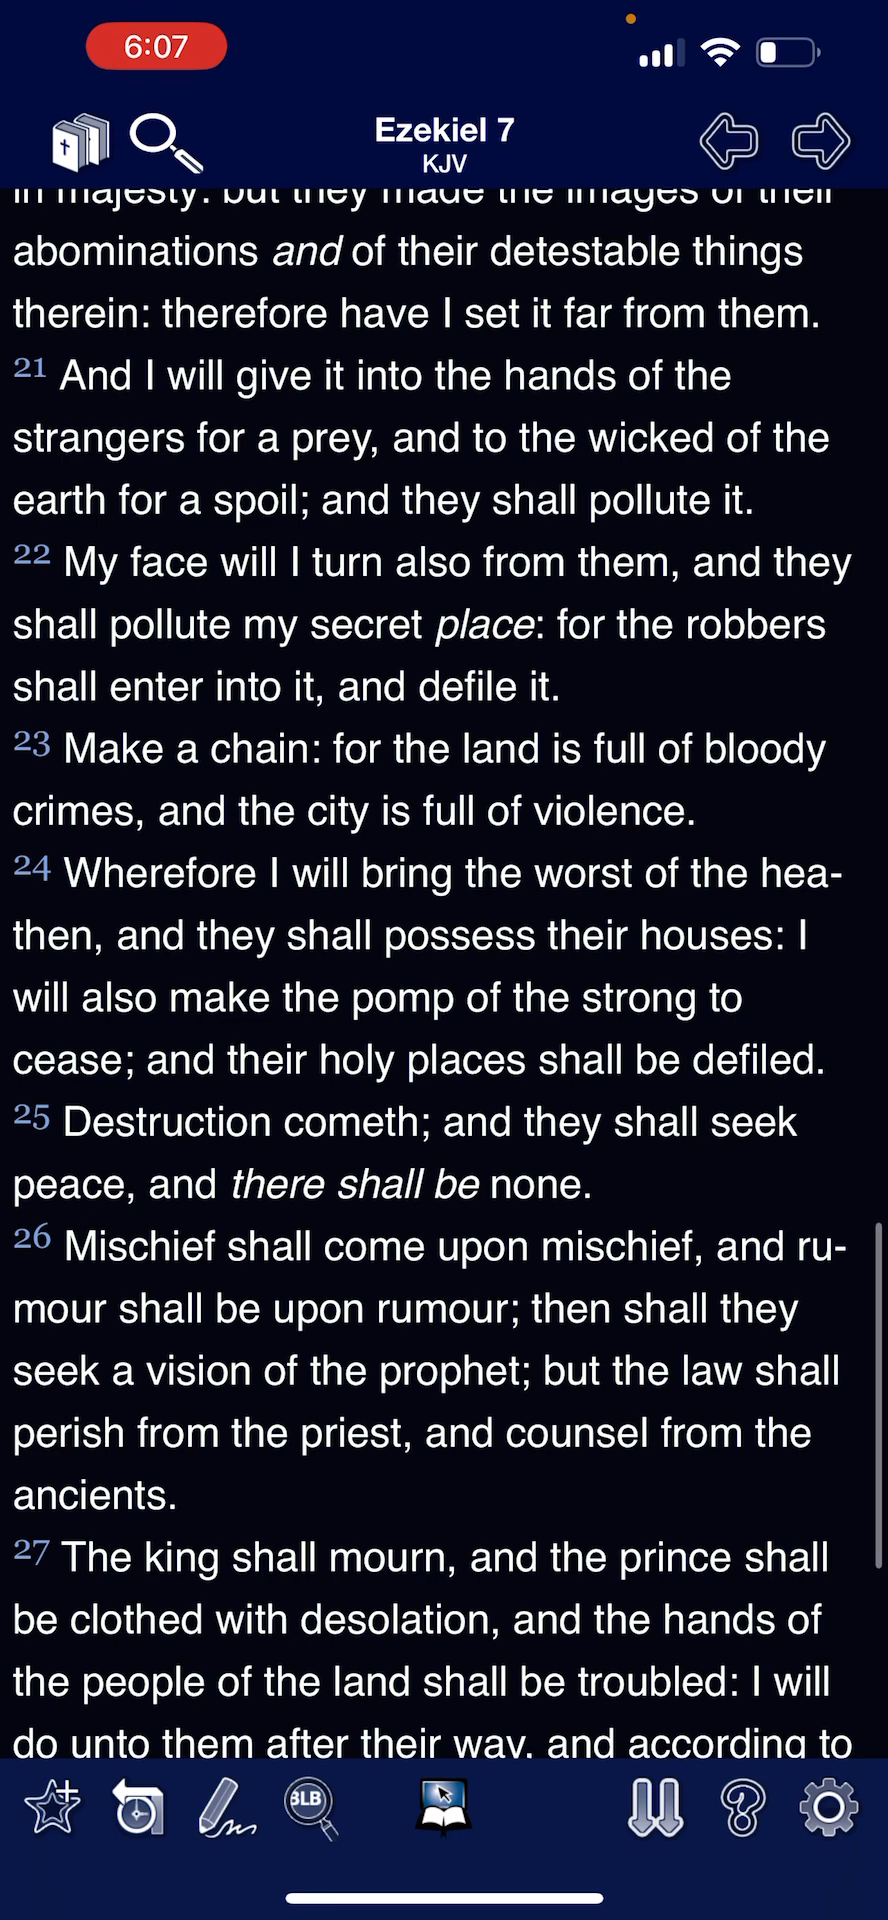 6:07
Ezekiel 7
KJV
in majesty: but they made the images of their
abominations and of their detestable things
therein: therefore have I set it far from them.
21 And I will give it into the hands of the
strangers for a prey, and to the wicked of the
earth for a spoil; and they shall pollute it.
22 My face will I turn also from them, and they
shall pollute my secret place: for the robbers
shall enter into it, and defile it.
23 Make a chain: for the land is full of bloody
crimes, and the city is full of violence.
24 Wherefore I will bring the worst of the hea-
then, and they shall possess their houses: I
will also make the pomp of the strong to
cease; and their holy places shall be defiled.
25 Destruction cometh; and they shall seek
peace, and there shall be none.
26 Mischief shall come upon mischief, and ru-
mour shall be upon rumour; then shall they
seek a vision of the prophet; but the law shall
perish from the priest, and counsel from the
ancients.
27 The king shall mourn, and the prince shall
be clothed with desolation, and the hands of
the people of the land shall be troubled: I will
do unto them after their way, and according to
BLB